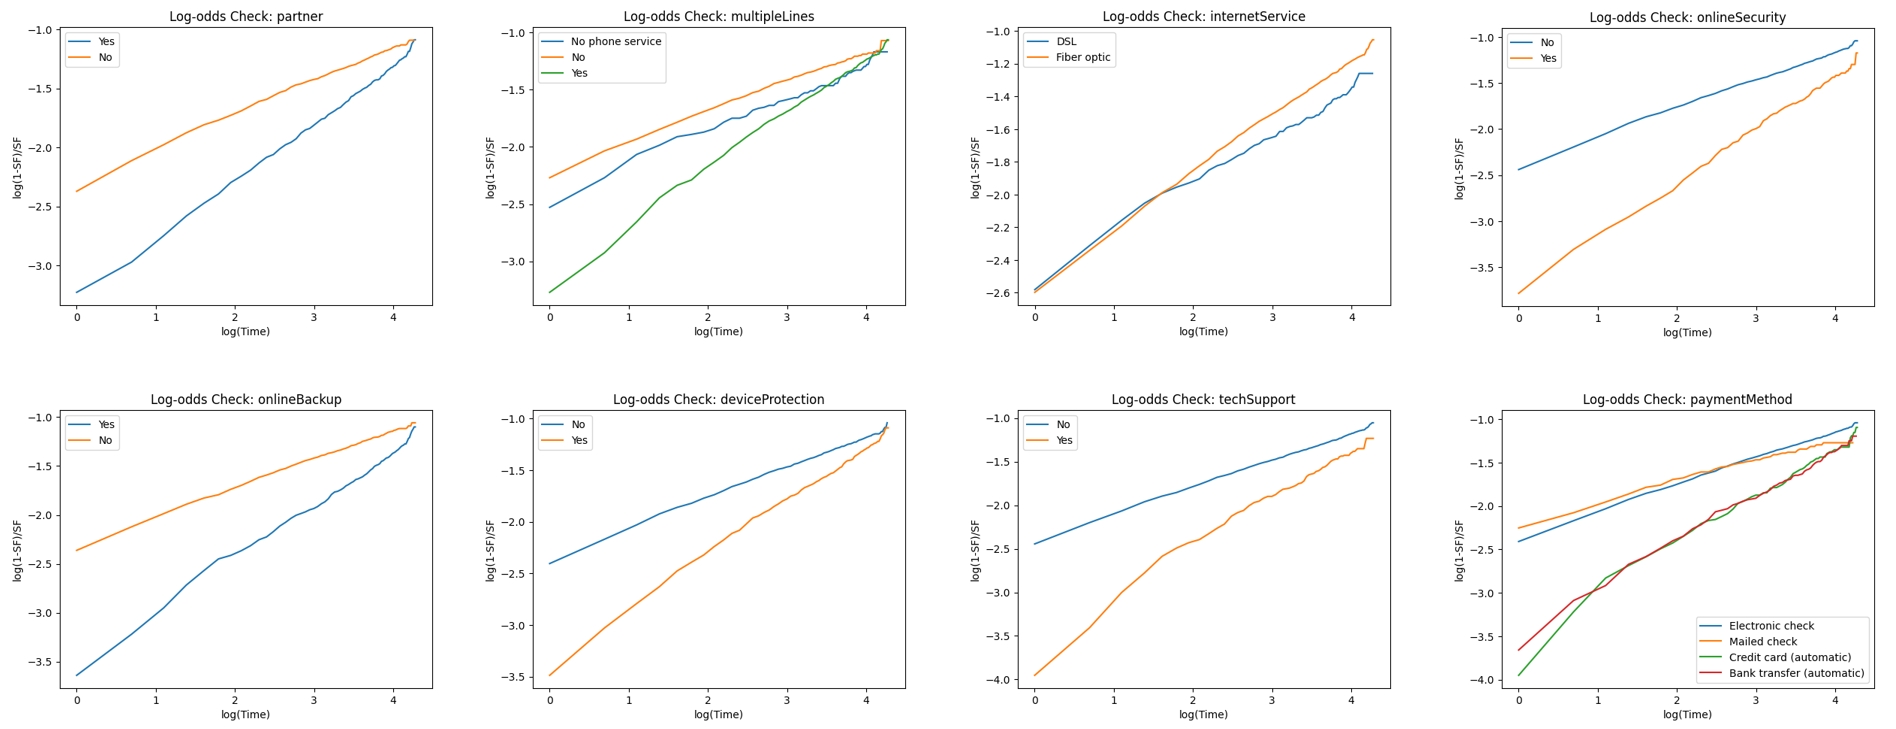 Log-odds Check: partner
Yes
No
−1.0
−1.5
−2.0
−2.5
−3.0
log(1-SF)/SF
0 1 2 3 4
log(Time)
Log-odds Check: multipleLines
No phone service
No
Yes
−1.0
−1.5
−2.0
−2.5
−3.0
log(1-SF)/SF
0 1 2 3 4
log(Time)
Log-odds Check: internetService
DSL
Fiber optic
−1.0
−1.2
−1.4
−1.6
−1.8
−2.0
−2.2
−2.4
−2.6
log(1-SF)/SF
0 1 2 3 4
log(Time)
Log-odds Check: onlineSecurity
No
Yes
−1.0
−1.5
−2.0
−2.5
−3.0
−3.5
log(1-SF)/SF
0 1 2 3 4
log(Time)
Log-odds Check: onlineBackup
Yes
No
−1.0
−1.5
−2.0
−2.5
−3.0
−3.5
log(1-SF)/SF
0 1 2 3 4
log(Time)
Log-odds Check: deviceProtection
No
Yes
−1.0
−1.5
−2.0
−2.5
−3.0
−3.5
log(1-SF)/SF
0 1 2 3 4
log(Time)
Log-odds Check: techSupport
No
Yes
−1.0
−1.5
−2.0
−2.5
−3.0
−3.5
−4.0
log(1-SF)/SF
0 1 2 3 4
log(Time)
Log-odds Check: paymentMethod
−1.0
−1.5
−2.0
−2.5
−3.0
−3.5
−4.0
log(1-SF)/SF
Electronic check
Mailed check
Credit card (automatic)
Bank transfer (automatic)
0 1 2 3 4
log(Time)